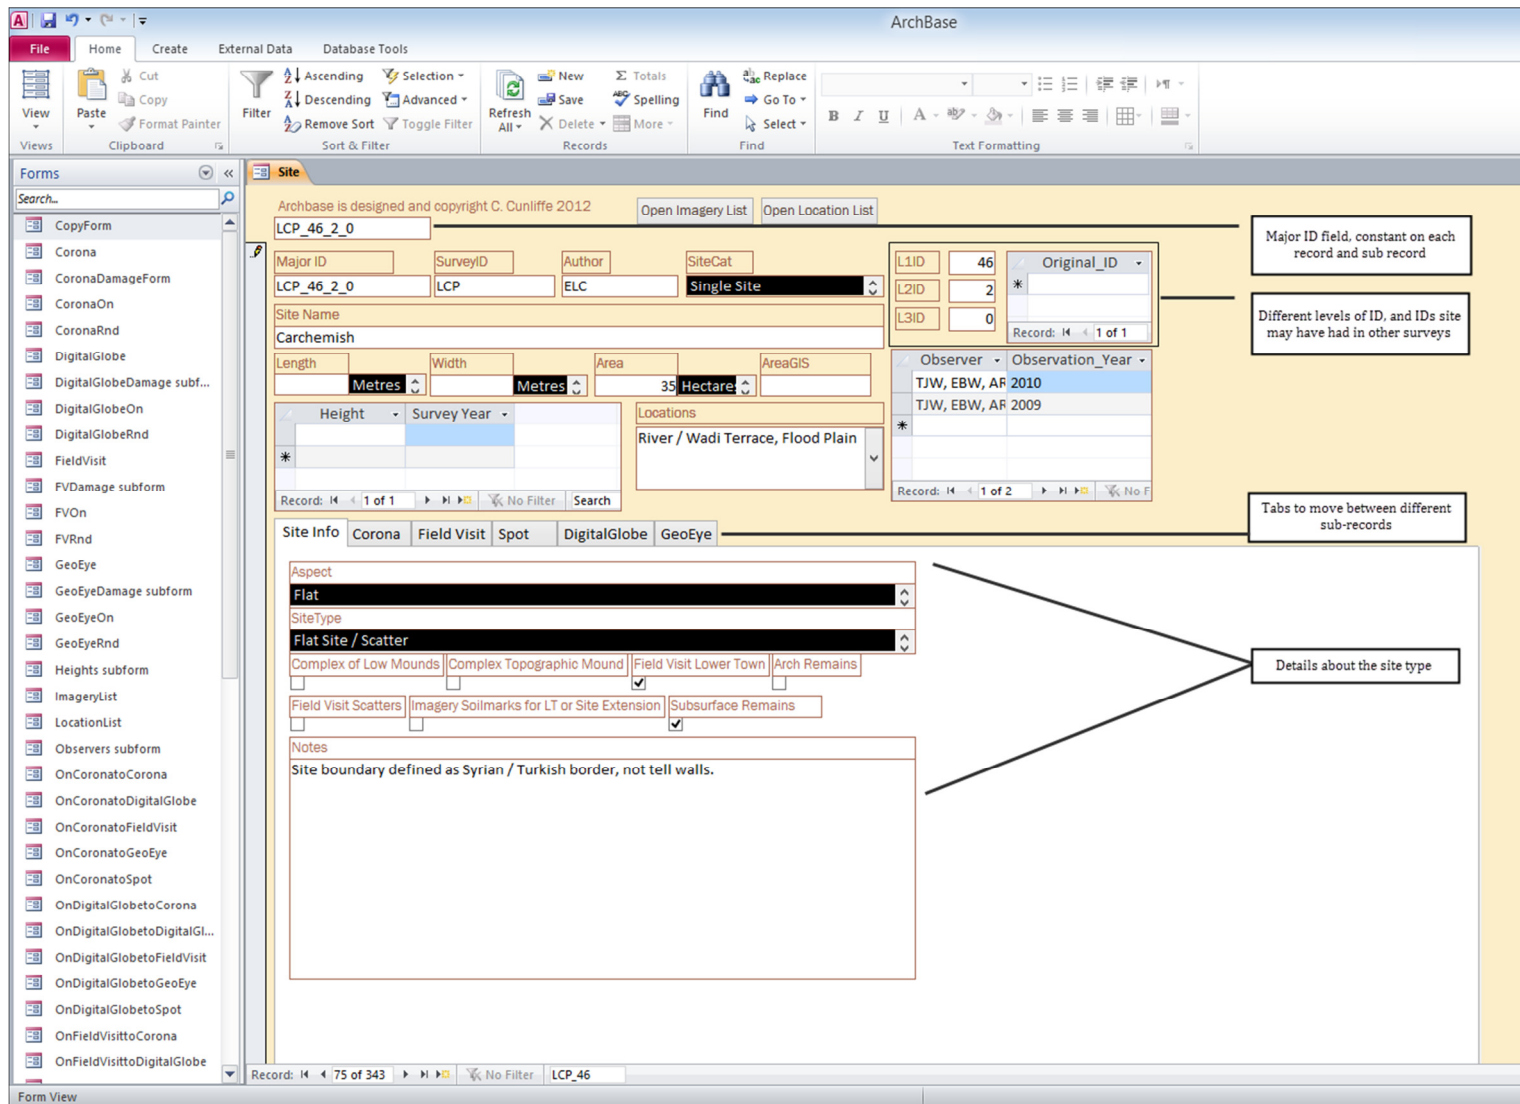 ArchBase
File Home Create External Data Database Tools
View
Views
Paste
Cut
Copy
Format Painter
Clipboard
Filter
Ascending
Descending
Remove Sort
Selection
Advanced
Toggle Filter
Sort & Filter
Refresh All
New
Save
Delete
Totals
Spelling
More
Records
Find
Replace
Go To
Select
Find
B I U A
Text Formatting
Forms
Search...
CopyForm
Corona
CoronaDamageForm
CoronaOn
CoronaRnd
DigitalGlobe
DigitalGlobeDamage subf...
DigitalGlobeOn
DigitalGlobeRnd
FieldVisit
FVDamage subform
FVOn
FVRnd
GeoEye
GeoEyeDamage subform
GeoEyeOn
GeoEyeRnd
Heights subform
ImageryList
LocationList
Observers subform
OnCoronatoCorona
OnCoronatoDigitalGlobe
OnCoronatoFieldVisit
OnCoronatoGeoEye
OnCoronatoSpot
OnDigitalGlobetoCorona
OnDigitalGlobetoDigitalGl...
OnDigitalGlobetoFieldVisit
OnDigitalGlobetoGeoEye
OnDigitalGlobetoSpot
OnFieldVisittoCorona
OnFieldVisittoDigitalGlobe
Site
Archbase is designed and copyright C. Cunliffe 2012
Open Imagery List Open Location List
LCP_46_2_0
Major ID SurveyID Author SiteCat
LCP_46_2_0 LCP ELC Single Site
Site Name
Carchemish
Length Width Area AreaGIS
Metres Metres 35 Hectares
L1ID 46
L2ID 2
L3ID 0
Original_ID
Record: 1 of 1
Height Survey Year
Record: 1 of 1 No Filter Search
Locations
River / Wadi Terrace, Flood Plain
Observer Observation_Year
TJW, EBW, AR 2010
TJW, EBW, AR 2009
Record: 1 of 2 No F
Site Info Corona Field Visit Spot DigitalGlobe GeoEye
Aspect
Flat
SiteType
Flat Site / Scatter
Complex of Low Mounds Complex Topographic Mound Field Visit Lower Town Arch Remains
Field Visit Scatters Imagery Soilmarks for LT or Site Extension Subsurface Remains
Notes
Site boundary defined as Syrian / Turkish border, not tell walls.
Major ID field, constant on each
record and sub record
Different levels of ID, and IDs site
may have had in other surveys
Tabs to move between different
sub-records
Details about the site type
Record: 75 of 343 No Filter LCP_46
Form View